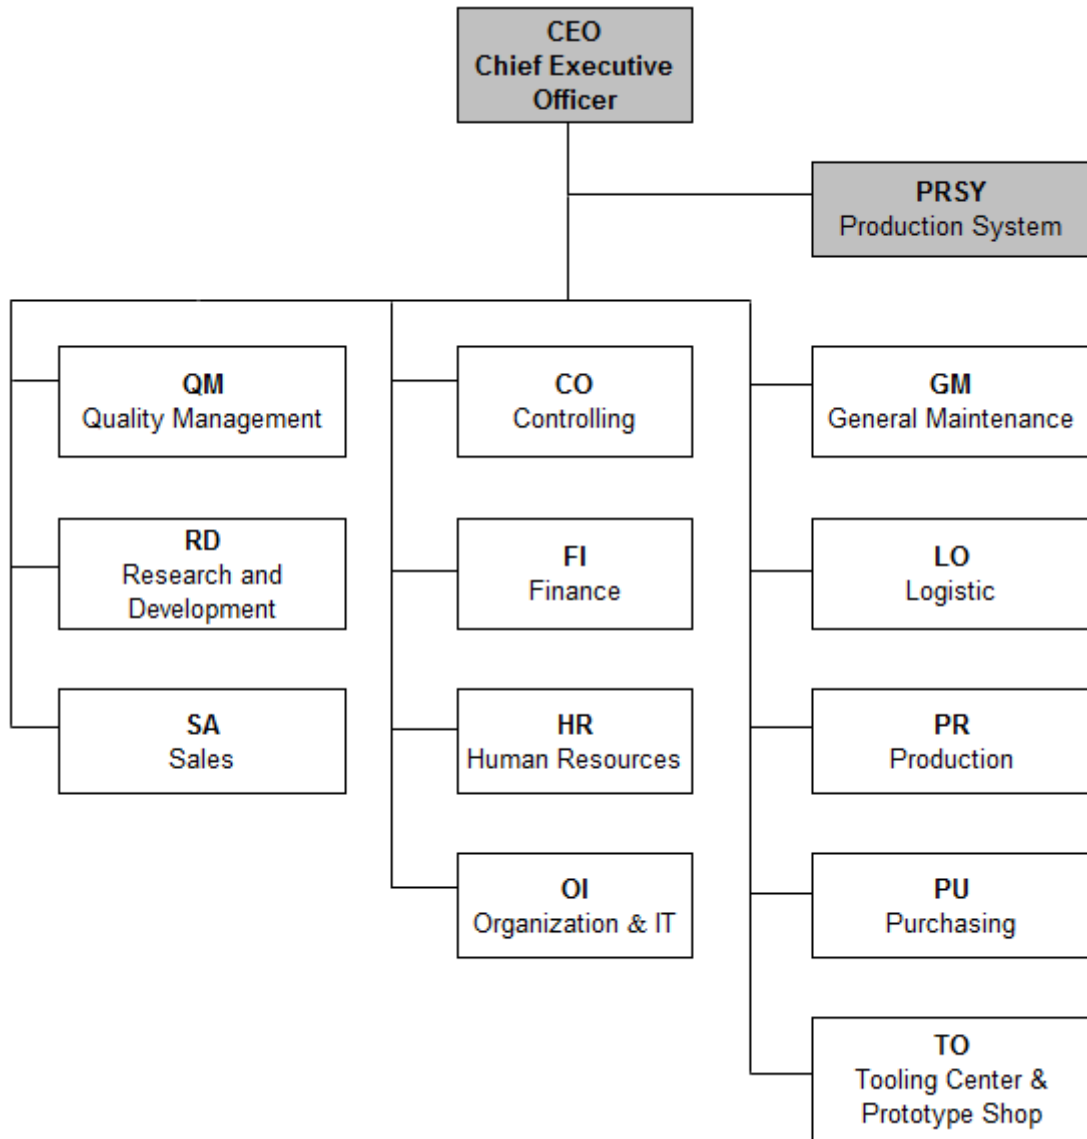 CEO
Chief Executive
Officer
PRSY
Production System
QM
Quality Management
CO
Controlling
GM
General Maintenance
RD
Research and
Development
FI
Finance
LO
Logistic
SA
Sales
HR
Human Resources
PR
Production
OI
Organization & IT
PU
Purchasing
TO
Tooling Center &
Prototype Shop